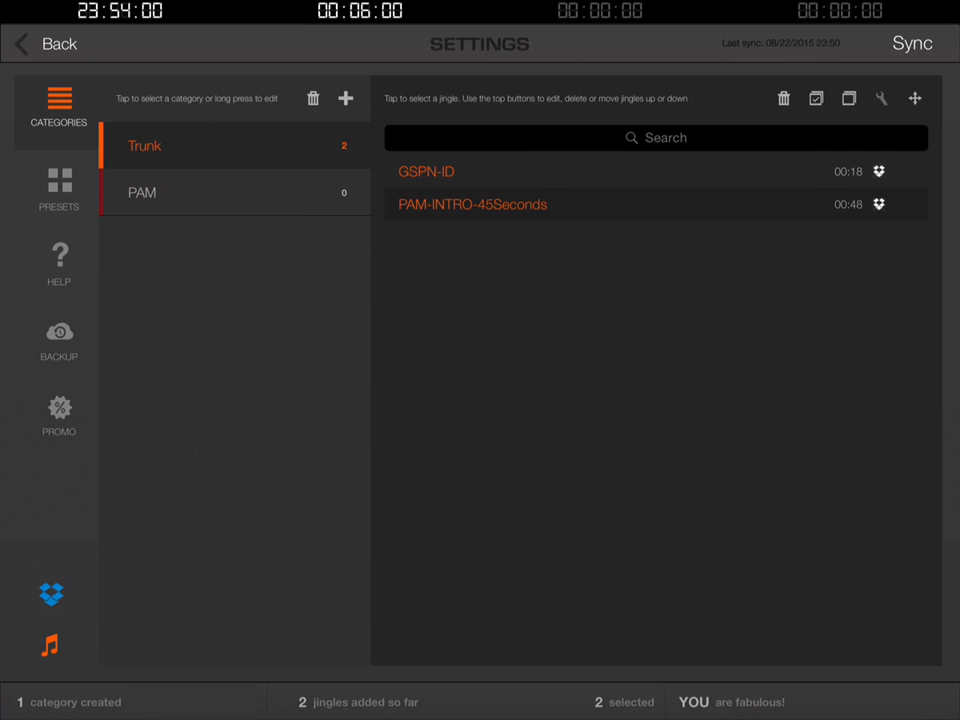 23:54:00 00:06:00 00:00:00 00:00:00
Back SETTINGS Last sync: 08/22/2015 23:50 Sync
CATEGORIES
PRESETS
?
HELP
BACKUP
%
PROMO
Tap to select a category or long press to edit
Trunk 2
PAM 0
Tap to select a jingle. Use the top buttons to edit, delete or move jingles up or down
Search
GSPN-ID 00:18
PAM-INTRO-45Seconds 00:48
1 category created 2 jingles added so far 2 selected YOU are fabulous!